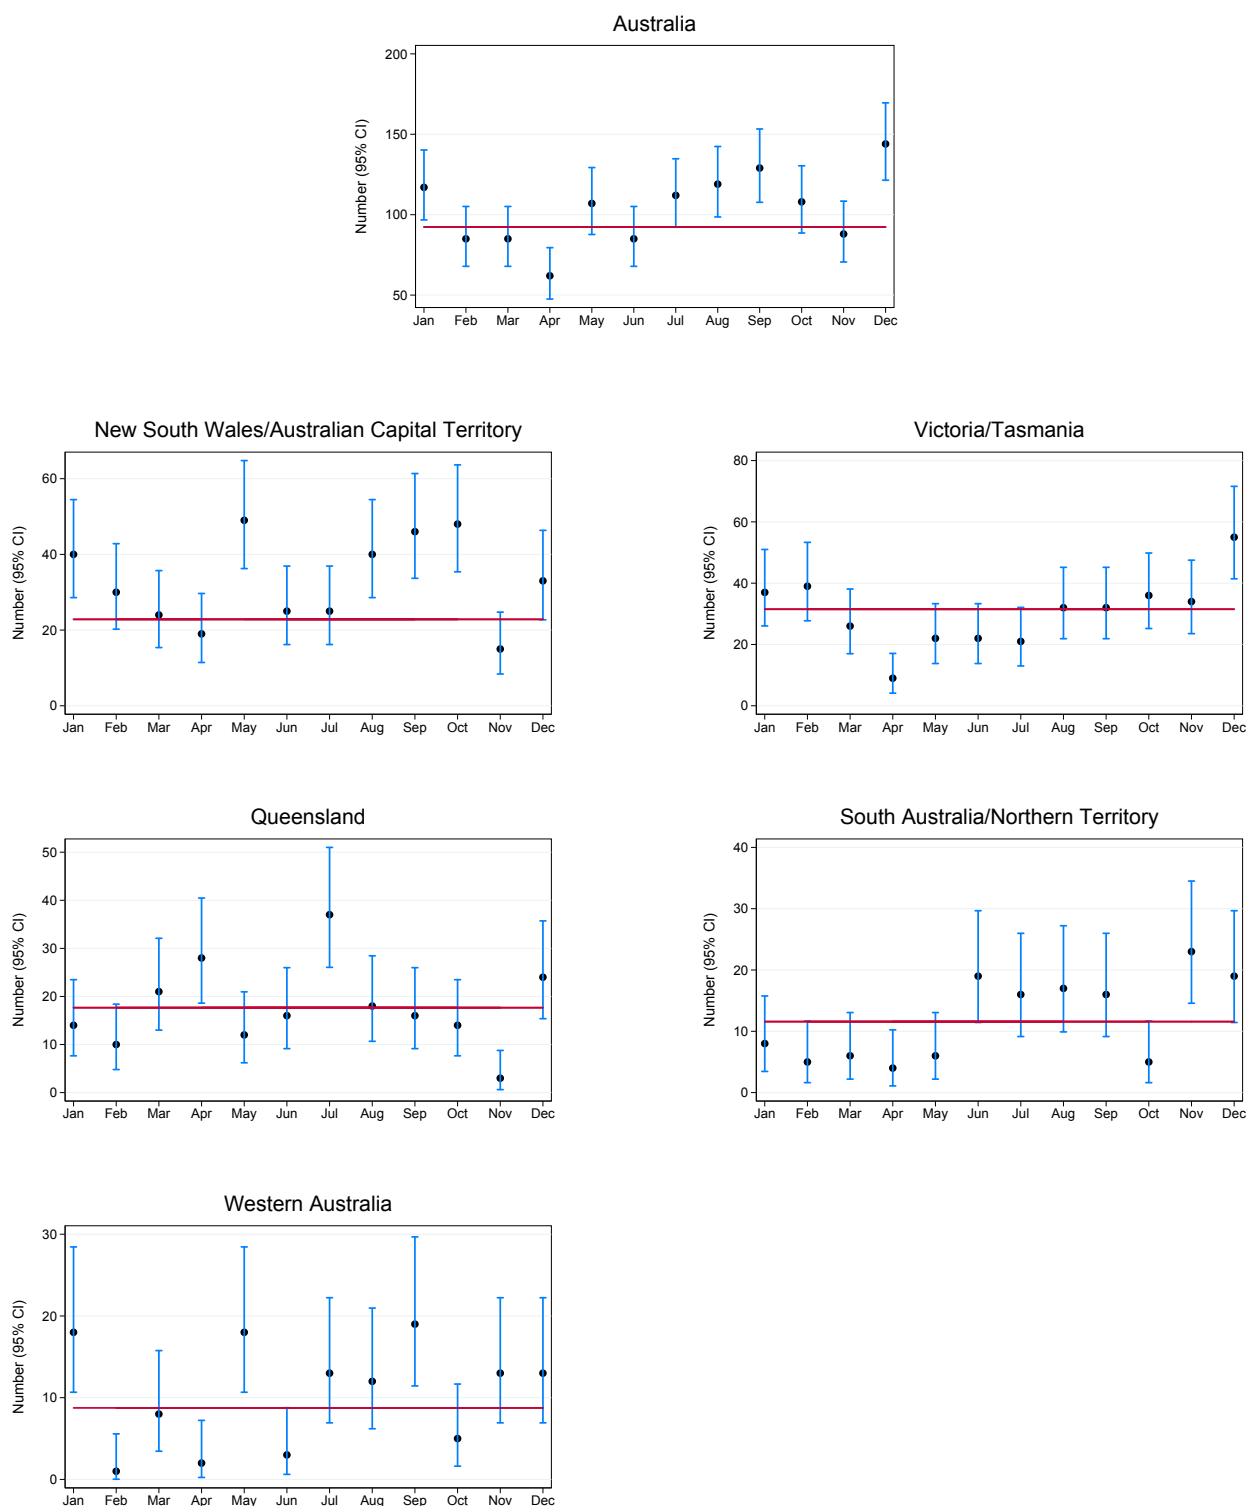 Australia
Number (95% CI)
200
150
100
50
Jan Feb Mar Apr May Jun Jul Aug Sep Oct Nov Dec
New South Wales/Australian Capital Territory
Number (95% CI)
60
40
20
0
Jan Feb Mar Apr May Jun Jul Aug Sep Oct Nov Dec
Victoria/Tasmania
Number (95% CI)
80
60
40
20
0
Jan Feb Mar Apr May Jun Jul Aug Sep Oct Nov Dec
Queensland
Number (95% CI)
50
40
30
20
10
0
Jan Feb Mar Apr May Jun Jul Aug Sep Oct Nov Dec
South Australia/Northern Territory
Number (95% CI)
40
30
20
10
0
Jan Feb Mar Apr May Jun Jul Aug Sep Oct Nov Dec
Western Australia
Number (95% CI)
30
20
10
0
Jan Feb Mar Apr May Jun Jul Aug Sep Oct Nov Dec